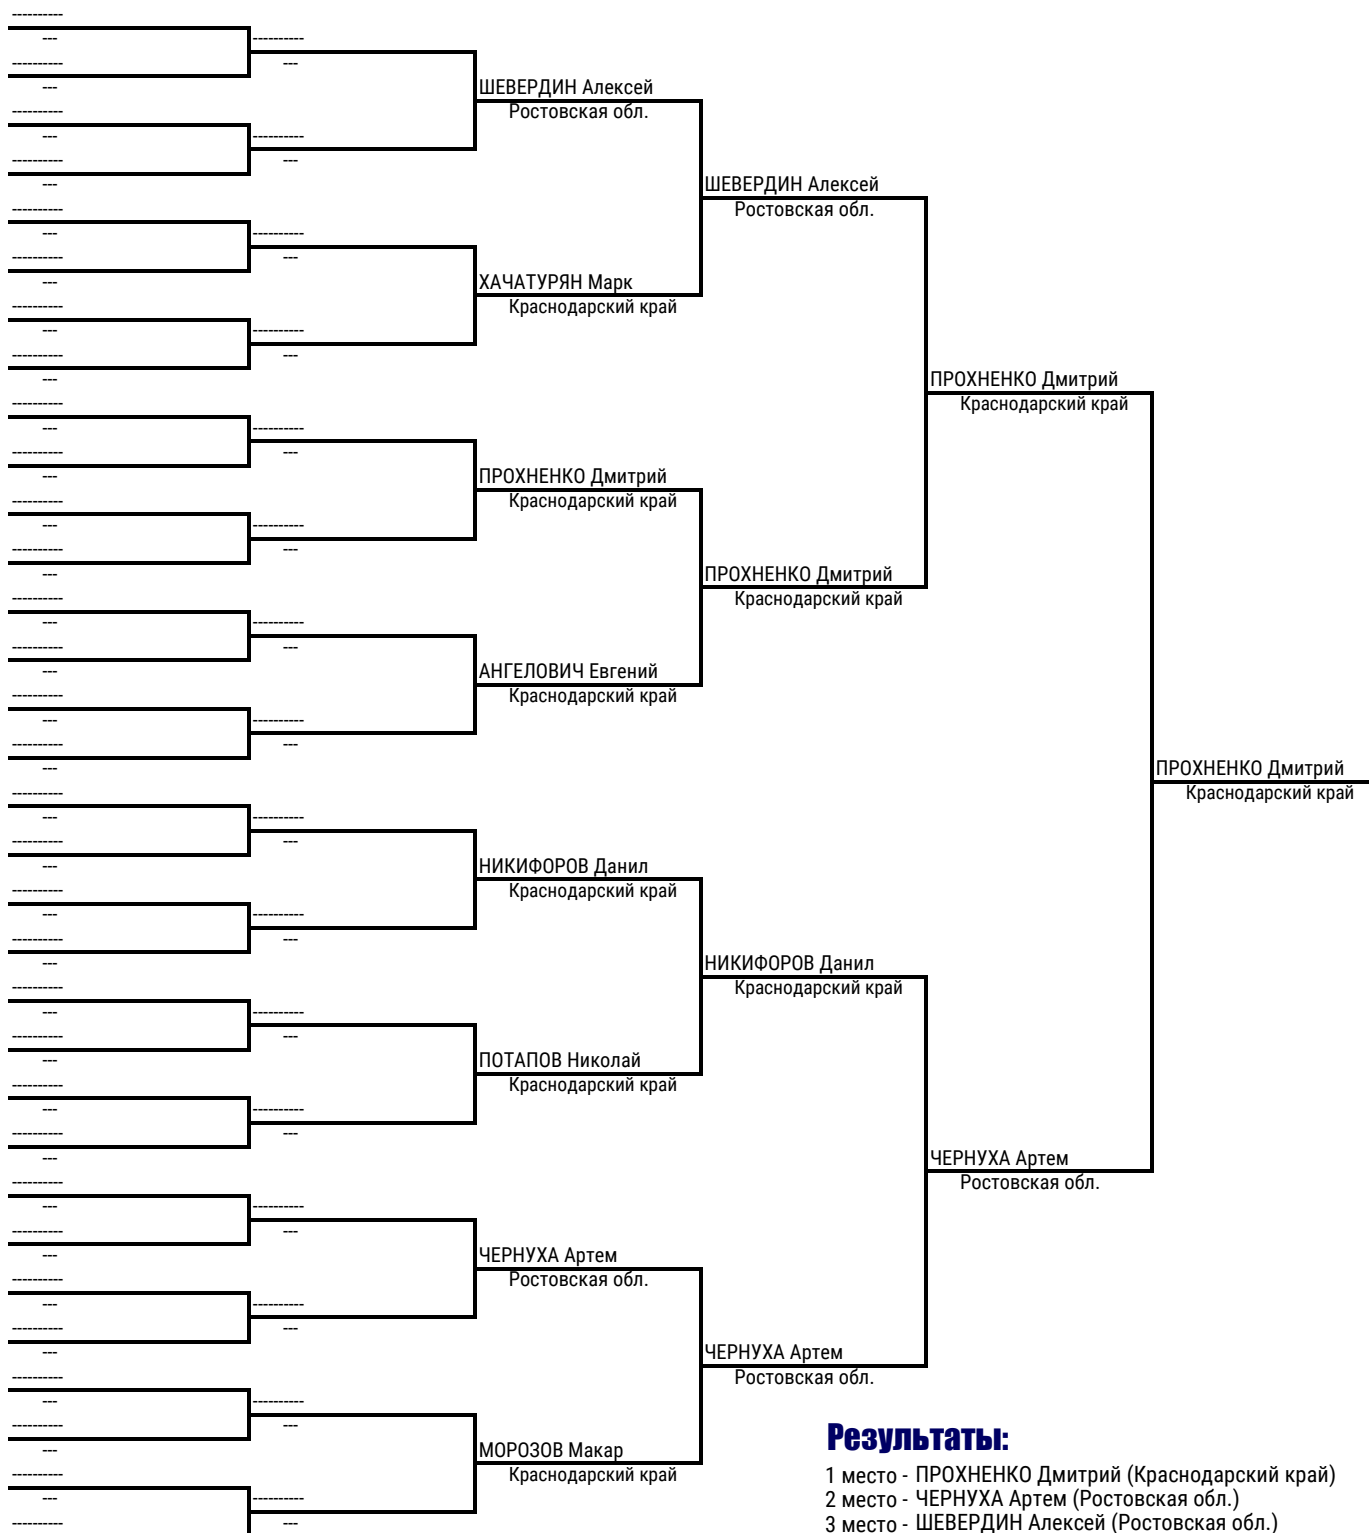 ----------
---
----------
---
----------
---
----------
---
----------
---
----------
---
----------
---
----------
---
----------
---
----------
---
----------
---
----------
---
----------
---
----------
---
----------
---
----------
---
----------
---
----------
---
----------
---
----------
---
----------
---
----------
---
----------
---
----------
---
----------
---
----------
---
----------
---
----------
---
----------
---
----------
---
----------
---
----------
----------
---
----------
---
----------
---
----------
---
----------
---
----------
---
----------
---
----------
---
----------
---
----------
---
----------
---
----------
---
----------
---
----------
---
----------
---
----------
---
ШЕВЕРДИН Алексей
Ростовская обл.
ХАЧАТУРЯН Марк
Краснодарский край
ПРОХНЕНКО Дмитрий
Краснодарский край
АНГЕЛОВИЧ Евгений
Краснодарский край
НИКИФОРОВ Данил
Краснодарский край
ПОТАПОВ Николай
Краснодарский край
ЧЕРНУХА Артем
Ростовская обл.
МОРОЗОВ Макар
Краснодарский край
ШЕВЕРДИН Алексей
Ростовская обл.
ПРОХНЕНКО Дмитрий
Краснодарский край
НИКИФОРОВ Данил
Краснодарский край
ЧЕРНУХА Артем
Ростовская обл.
ПРОХНЕНКО Дмитрий
Краснодарский край
ЧЕРНУХА Артем
Ростовская обл.
ПРОХНЕНКО Дмитрий
Краснодарский край
Результаты:
1 место - ПРОХНЕНКО Дмитрий (Краснодарский край)
2 место - ЧЕРНУХА Артем (Ростовская обл.)
3 место - ШЕВЕРДИН Алексей (Ростовская обл.)